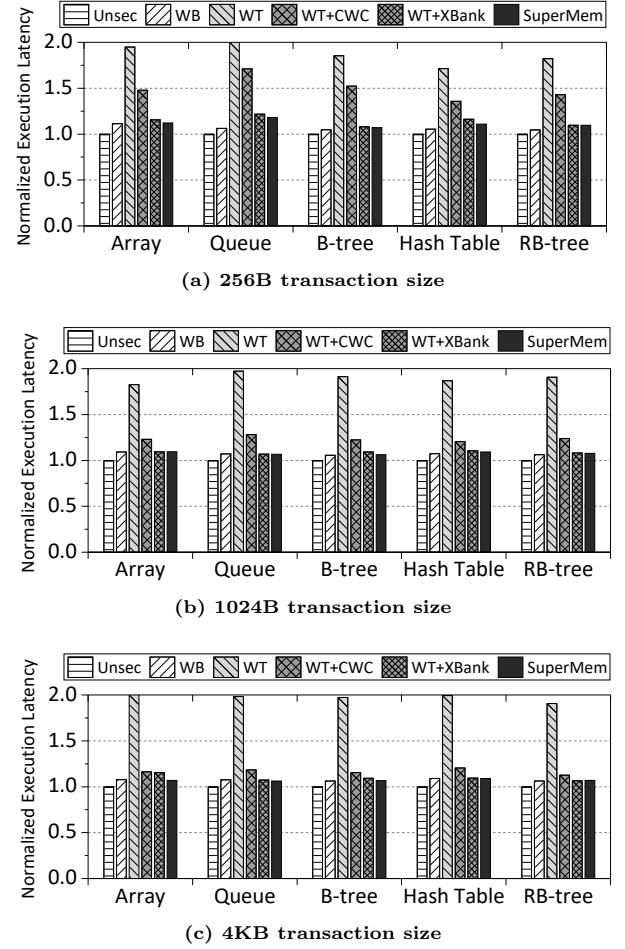 Unsec WB WT WT+CWC WT+XBank SuperMem
Normalized Execution Latency
2.0
1.5
1.0
0.5
0.0
Array Queue B-tree Hash Table RB-tree
(a) 256B transaction size
Unsec WB WT WT+CWC WT+XBank SuperMem
Normalized Execution Latency
2.0
1.5
1.0
0.5
0.0
Array Queue B-tree Hash Table RB-tree
(b) 1024B transaction size
Unsec WB WT WT+CWC WT+XBank SuperMem
Normalized Execution Latency
2.0
1.5
1.0
0.5
0.0
Array Queue B-tree Hash Table RB-tree
(c) 4KB transaction size